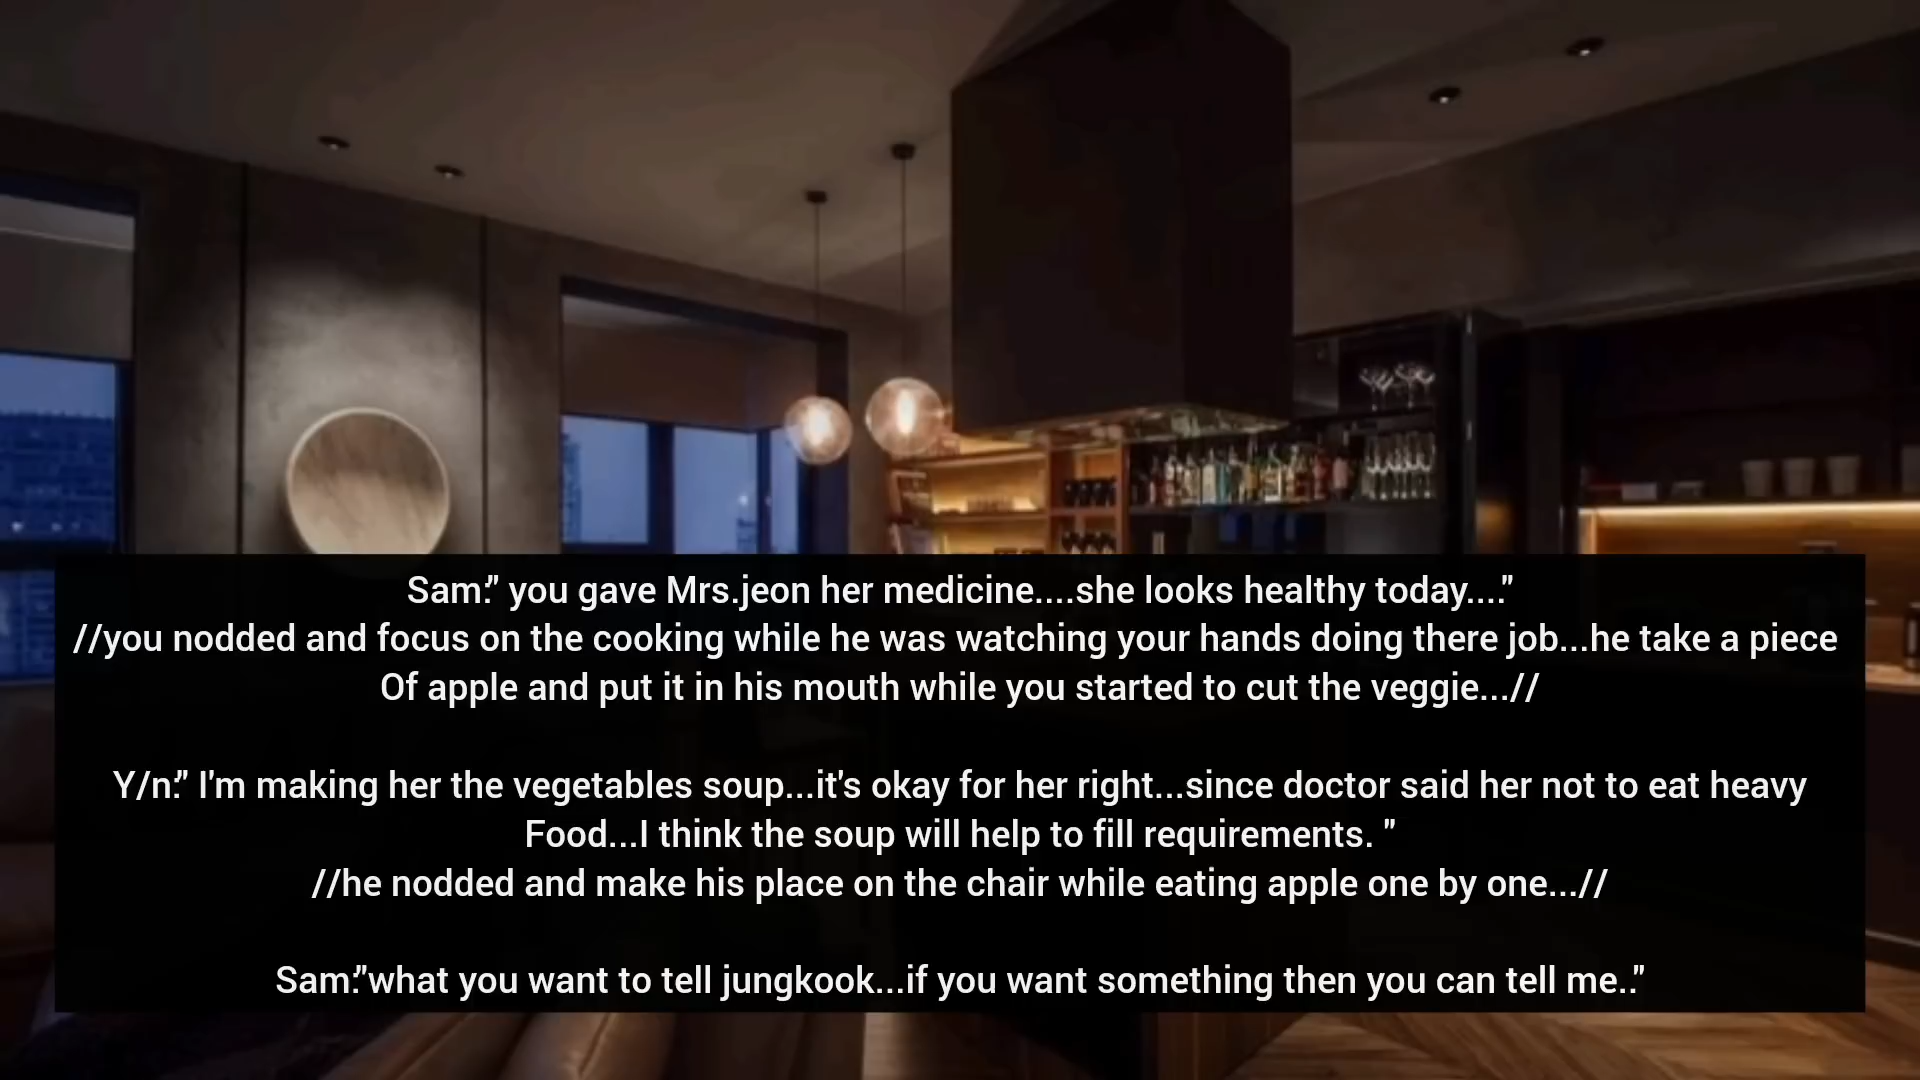 Sam:" you gave Mrs.jeon her medicine....she looks healthy today...."
//you nodded and focus on the cooking while he was watching your hands doing there job...he take a piece
Of apple and put it in his mouth while you started to cut the veggie...//
Y/n:" I'm making her the vegetables soup...it's okay for her right...since doctor said her not to eat heavy
Food...I think the soup will help to fill requirements. "
//he nodded and make his place on the chair while eating apple one by one...//
Sam:"what you want to tell jungkook...if you want something then you can tell me.."